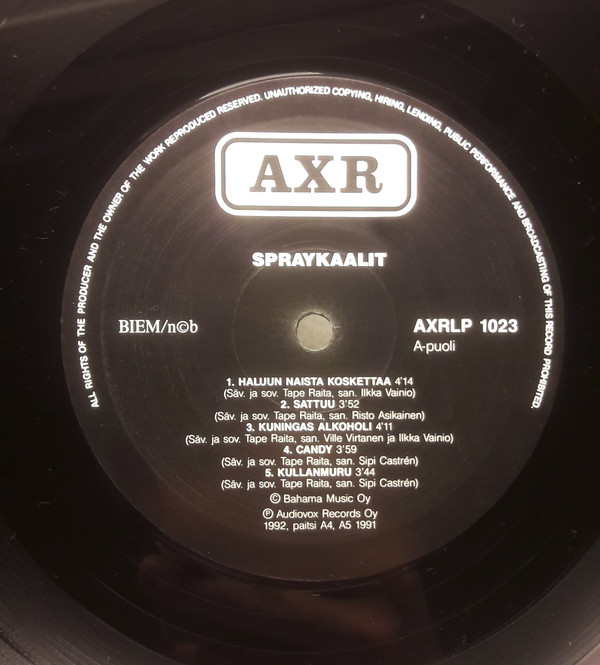 ALL RIGHTS OF THE PRODUCER AND THE OWNER OF THE WORK REPRODUCED RESERVED. UNAUTHORIZED COPYING, HIRING, LENDING, PUBLIC PERFORMANCE AND BROADCASTING OF THIS RECORD PROHIBITED.
AXR
SPRAYKAALIT
BIEM/n©b
AXRLP 1023
A-puoli
1. HALUUN NAISTA KOSKETTAA 4'14
(Säv. ja sov. Tape Raita, san. Ilkka Vainio)
2. SATTUU 3'52
(Säv. ja sov. Tape Raita, san. Risto Asikainen)
3. KUNINGAS ALKOHOLI 4'11
(Säv. ja sov. Tape Raita, san. Ville Virtanen ja Ilkka Vainio)
4. CANDY 3'59
(Säv. ja sov. Tape Raita, san. Sipi Castrén)
5. KULLANMURU 3'44
(Säv. ja sov. Tape Raita, san. Sipi Castrén)
© Bahama Music Oy
℗ Audiovox Records Oy
1992, paitsi A4, A5 1991